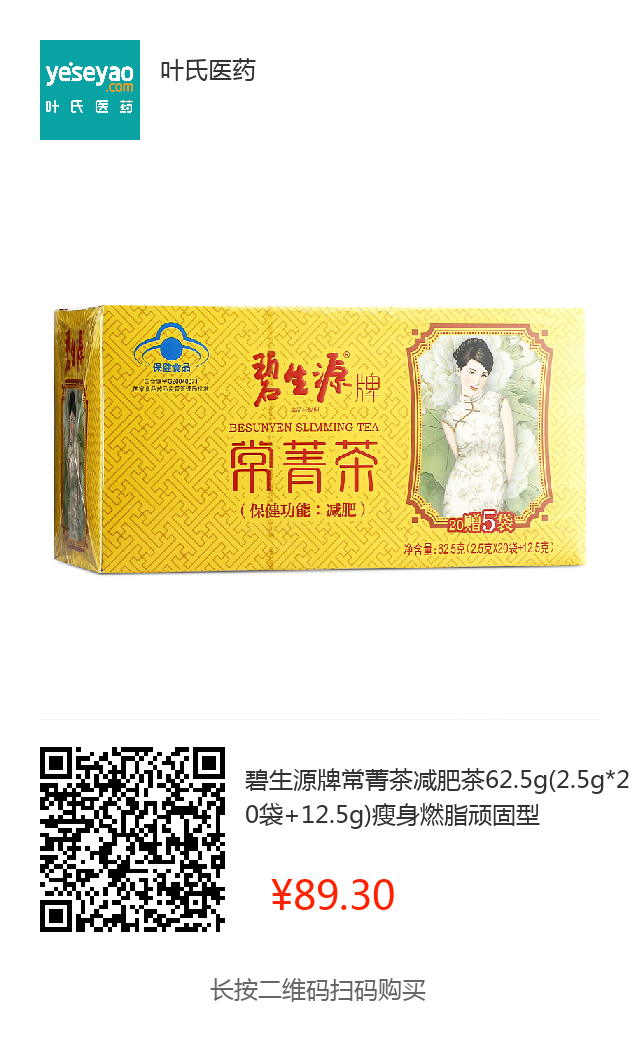 yeseyao
.com
叶氏医药
叶氏医药
碧生源
保健食品
碧生源®牌
BESUNYEN SLIMMING TEA
常菁茶
(保健功能:减肥)
20赠5袋
净含量:62.5克(2.5克X20袋+12.5克)
碧生源牌常菁茶减肥茶62.5g(2.5g*2
0袋+12.5g)瘦身燃脂顽固型
¥89.30
长按二维码扫码购买